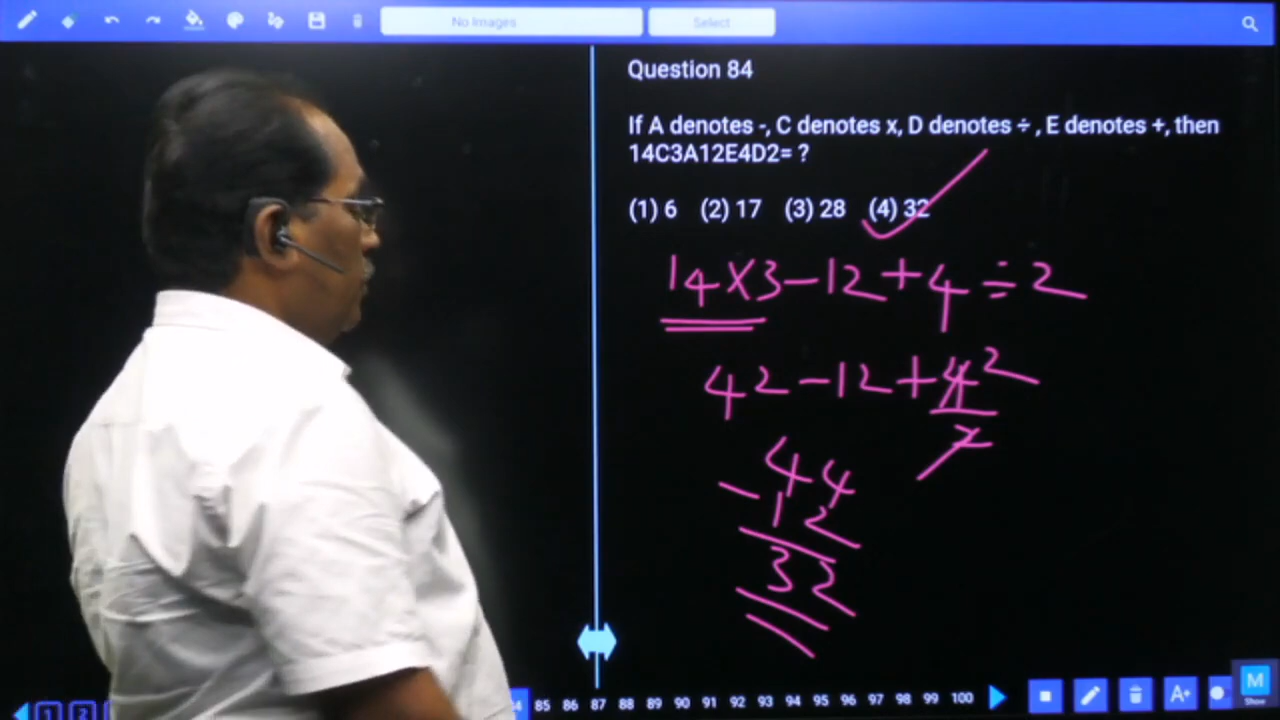 No Images
Select
Question 84
If A denotes -, C denotes x, D denotes ÷ , E denotes +, then
14C3A12E4D2= ?
(1) 6 (2) 17 (3) 28 (4) 32
14×3-12+4÷2
42-12+4 2
2
44
-12
32
85 86 87 88 89 90 91 92 93 94 95 96 97 98 99 100
A+
M
Show